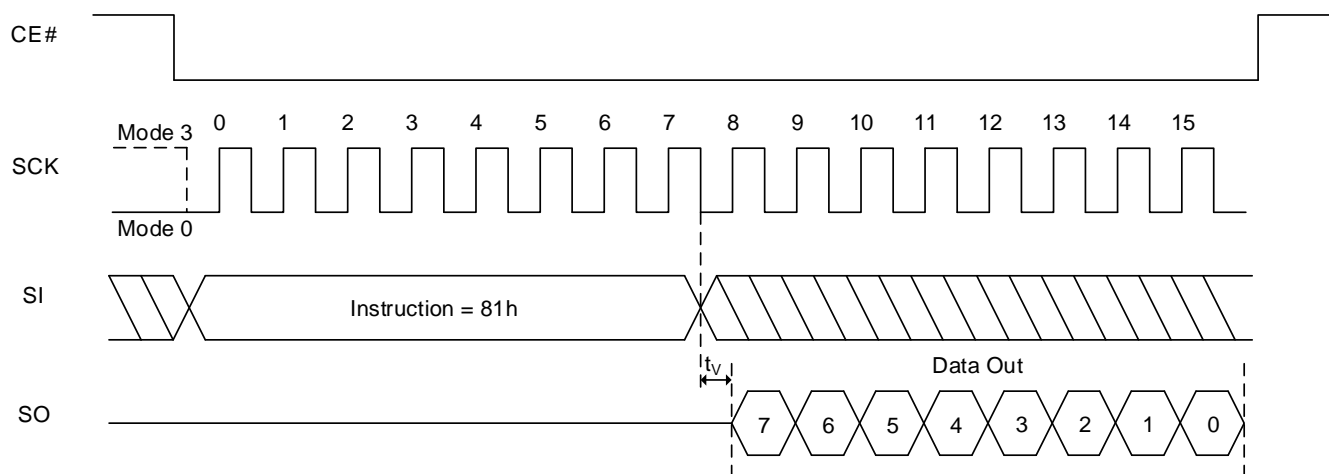 CE#
0 1 2 3 4 5 6 7 8 9 10 11 12 13 14 15
Mode 3
SCK
Mode 0
SI
Instruction = 81h
tV
Data Out
SO
7 6 5 4 3 2 1 0